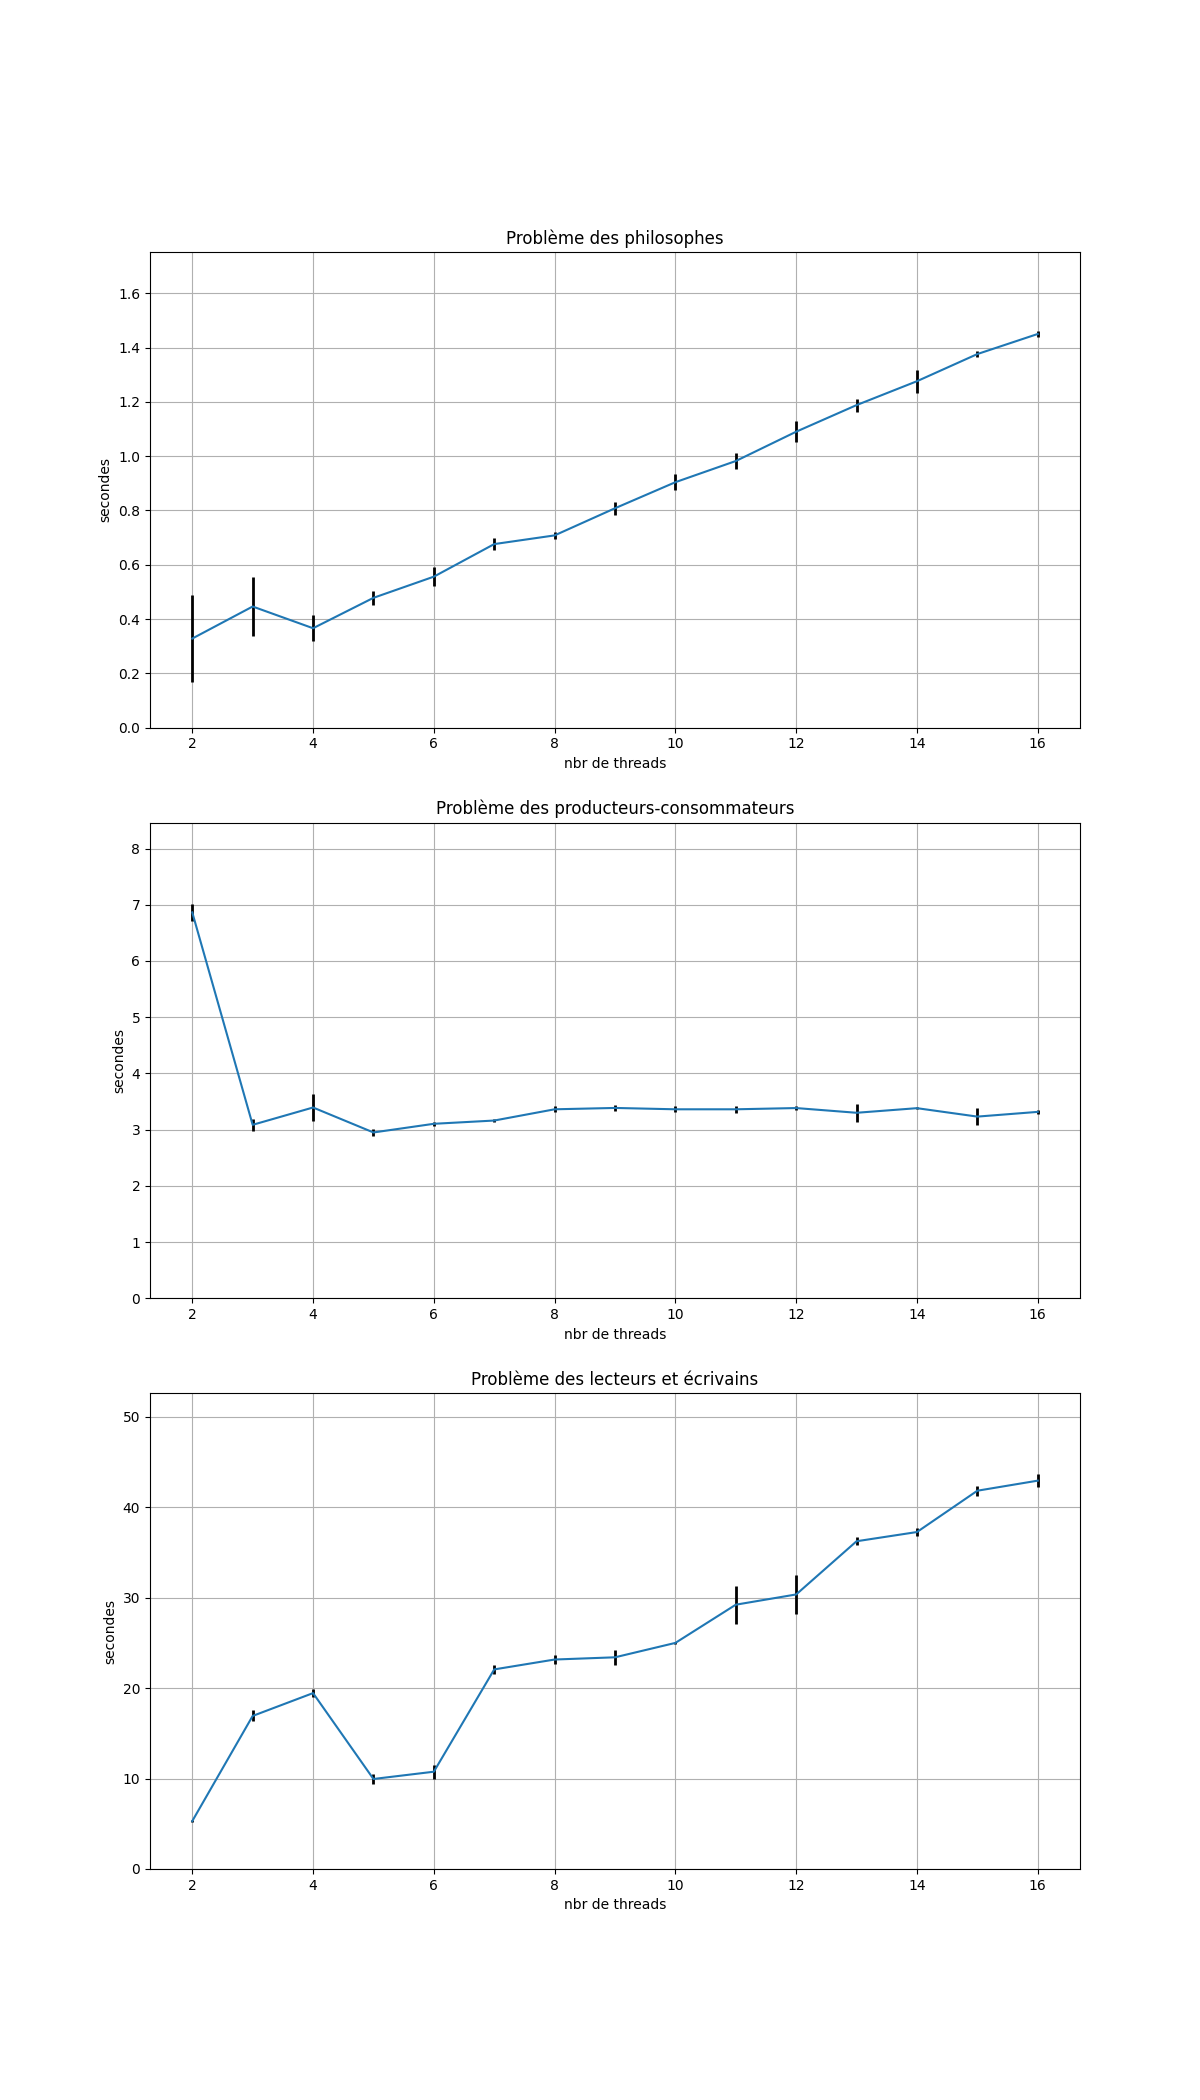 Problème des philosophes
1.6
1.4
1.2
1.0
0.8
0.6
0.4
0.2
0.0
secondes
2 4 6 8 10 12 14 16
nbr de threads
Problème des producteurs-consommateurs
8
7
6
5
4
3
2
1
0
secondes
2 4 6 8 10 12 14 16
nbr de threads
Problème des lecteurs et écrivains
50
40
30
20
10
0
secondes
2 4 6 8 10 12 14 16
nbr de threads